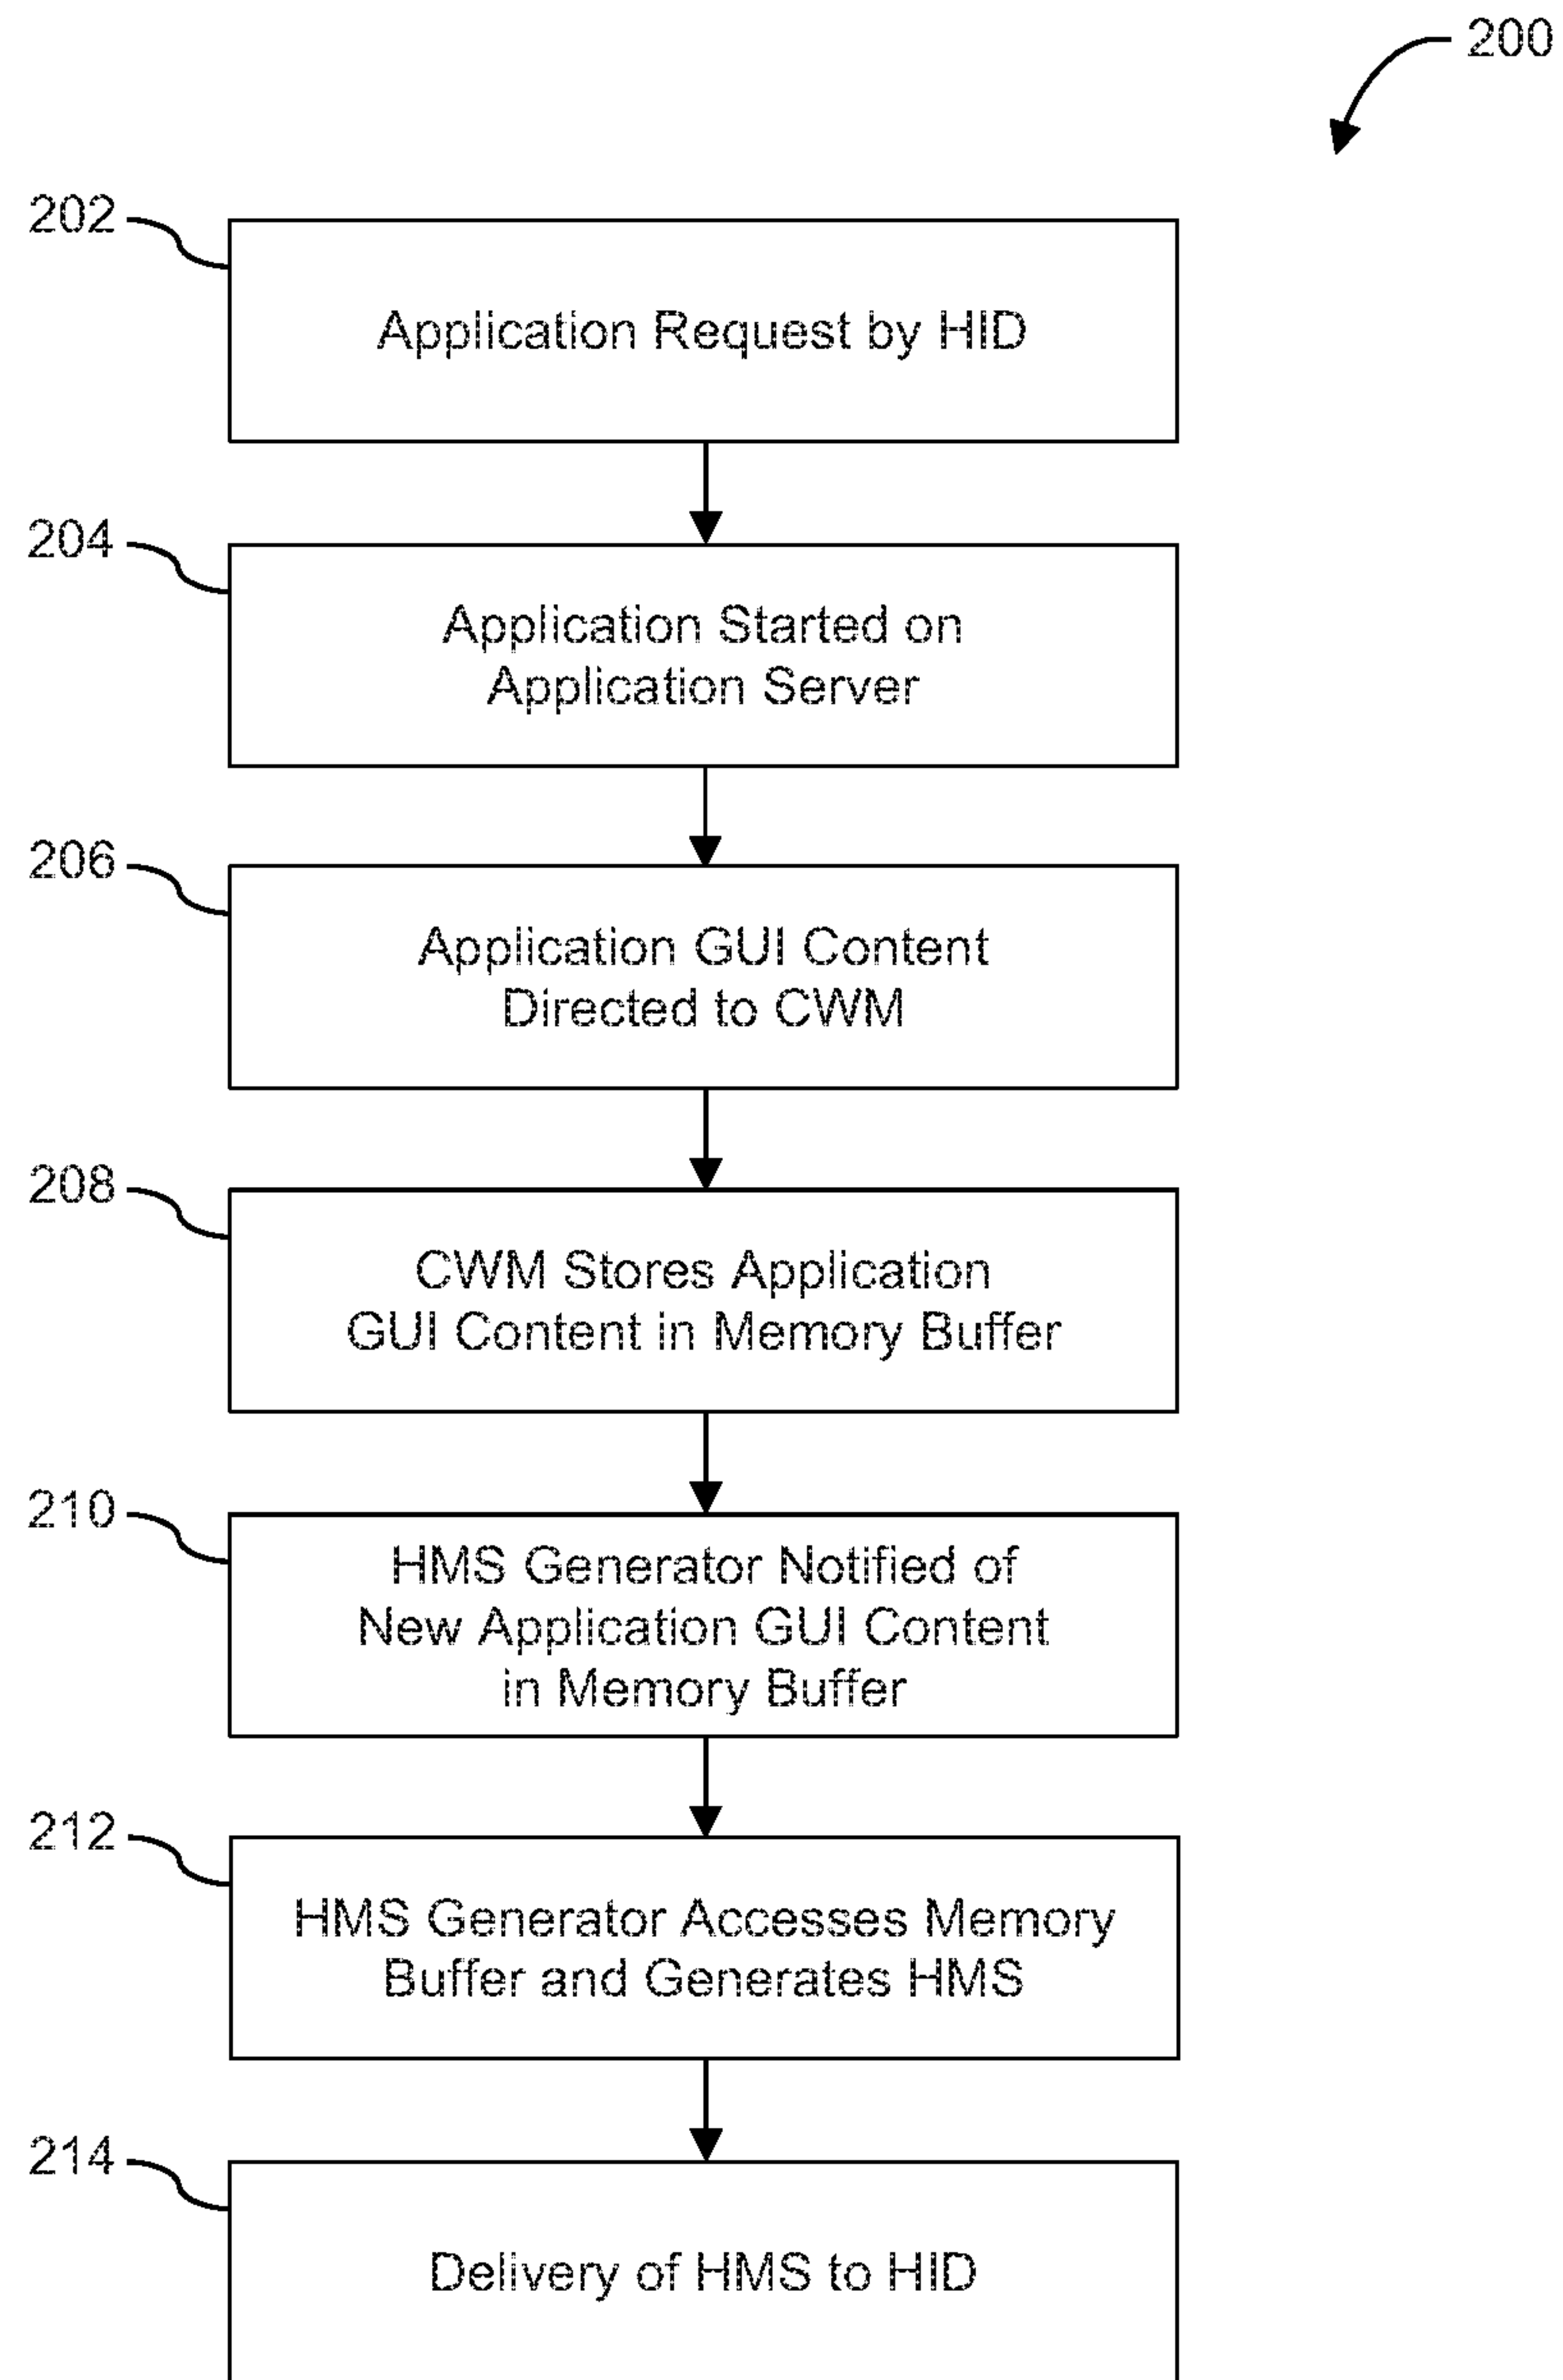 200
202
Application Request by HID
204
Application Started on
Application Server
206
Application GUI Content
Directed to CWM
208
CWM Stores Application
GUI Content in Memory Buffer
210
HMS Generator Notified of
New Application GUI Content
in Memory Buffer
212
HMS Generator Accesses Memory
Buffer and Generates HMS
214
Delivery of HMS to HID